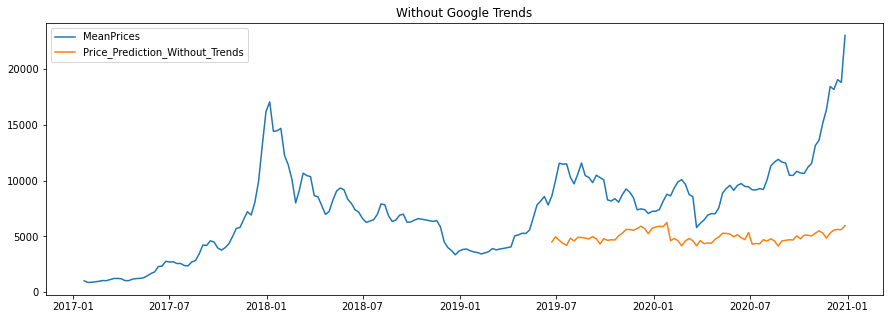 Without Google Trends
MeanPrices
Price_Prediction_Without_Trends
20000
15000
10000
5000
0
2017-01 2017-07 2018-01 2018-07 2019-01 2019-07 2020-01 2020-07 2021-01